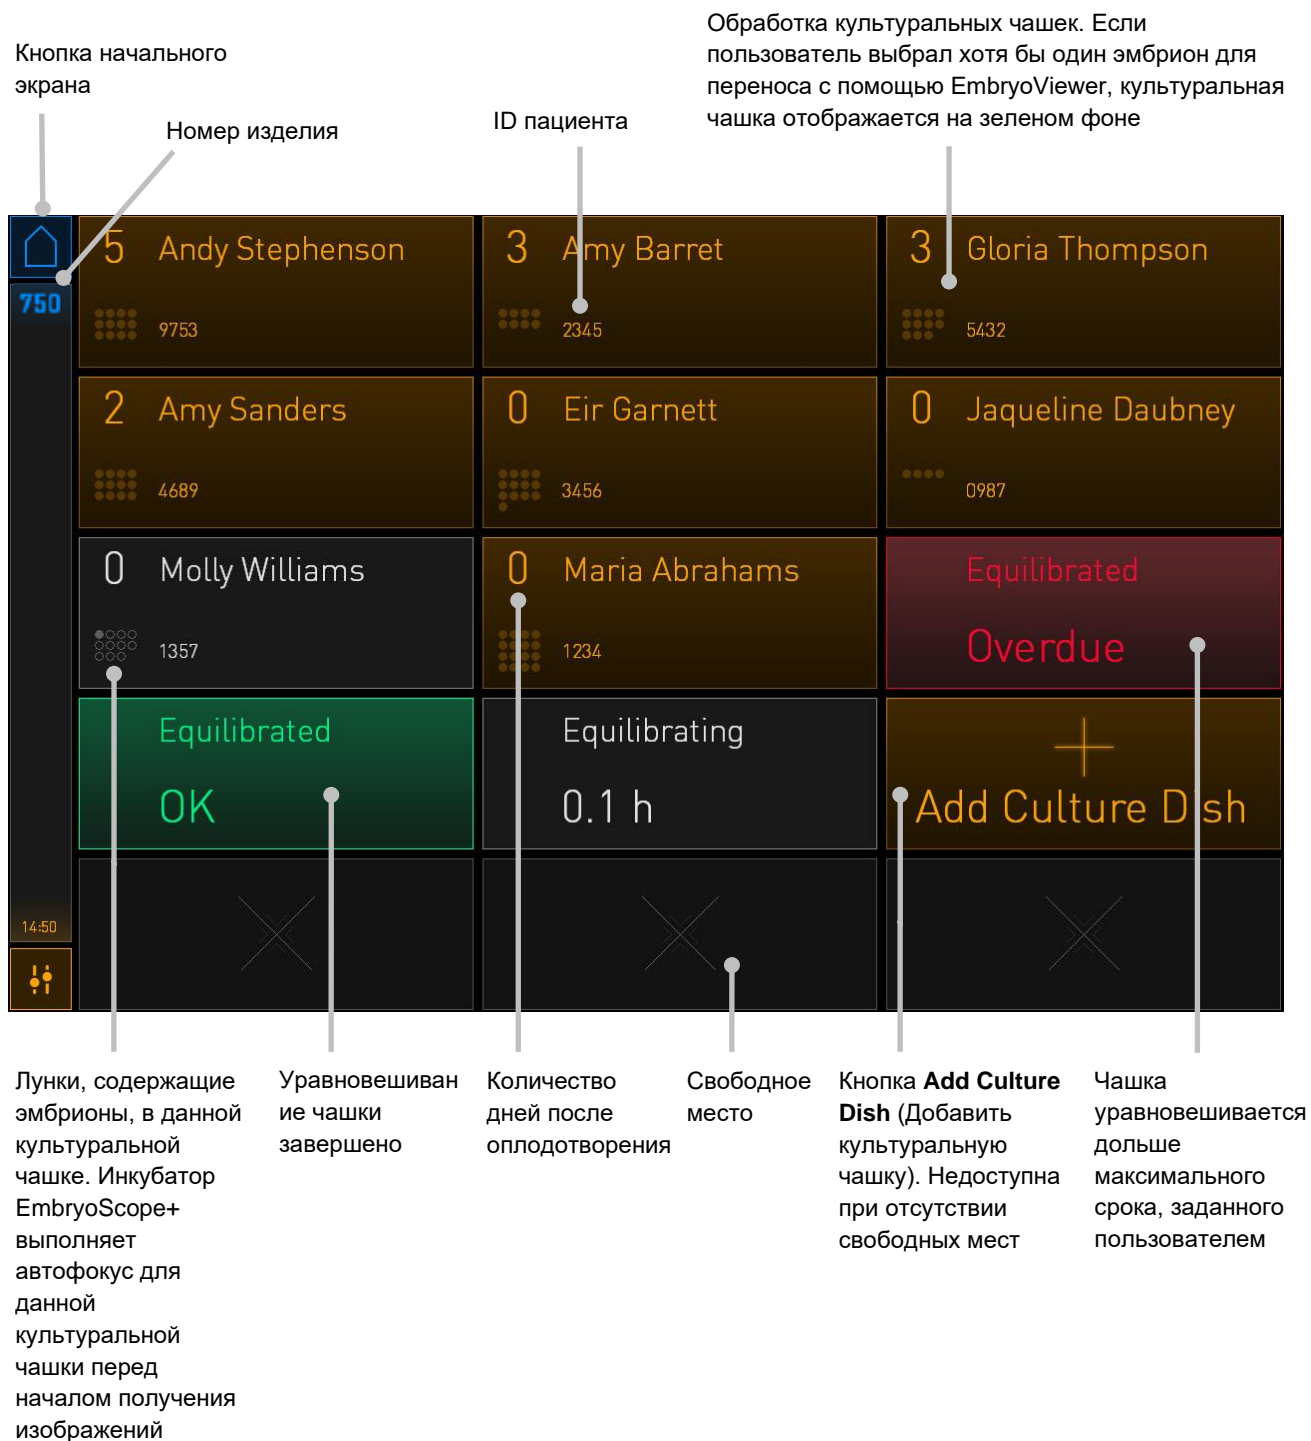 Обработка культуральных чашек. Если
пользователь выбрал хотя бы один эмбрион для
переноса с помощью EmbryoViewer, культуральная
чашка отображается на зеленом фоне
Кнопка начального
экрана
Номер изделия
ID пациента
5 Andy Stephenson
9753
3 Amy Barret
2345
3 Gloria Thompson
5432
750
2 Amy Sanders
4689
0 Eir Garnett
3456
0 Jaqueline Daubney
0987
0 Molly Williams
1357
0 Maria Abrahams
1234
Equilibrated
Overdue
Equilibrated
OK
Equilibrating
0.1 h
Add Culture Dish
14:50
Лунки, содержащие
эмбрионы, в данной
культуральной
чашке. Инкубатор
EmbryoScope+
выполняет
автофокус для
данной
культуральной
чашки перед
началом получения
изображений
Уравновешиван
ие чашки
завершено
Количество
дней после
оплодотворения
Свободное
место
Кнопка Add Culture
Dish (Добавить
культуральную
чашку). Недоступна
при отсутствии
свободных мест
Чашка
уравновешивается
дольше
максимального
срока, заданного
пользователем